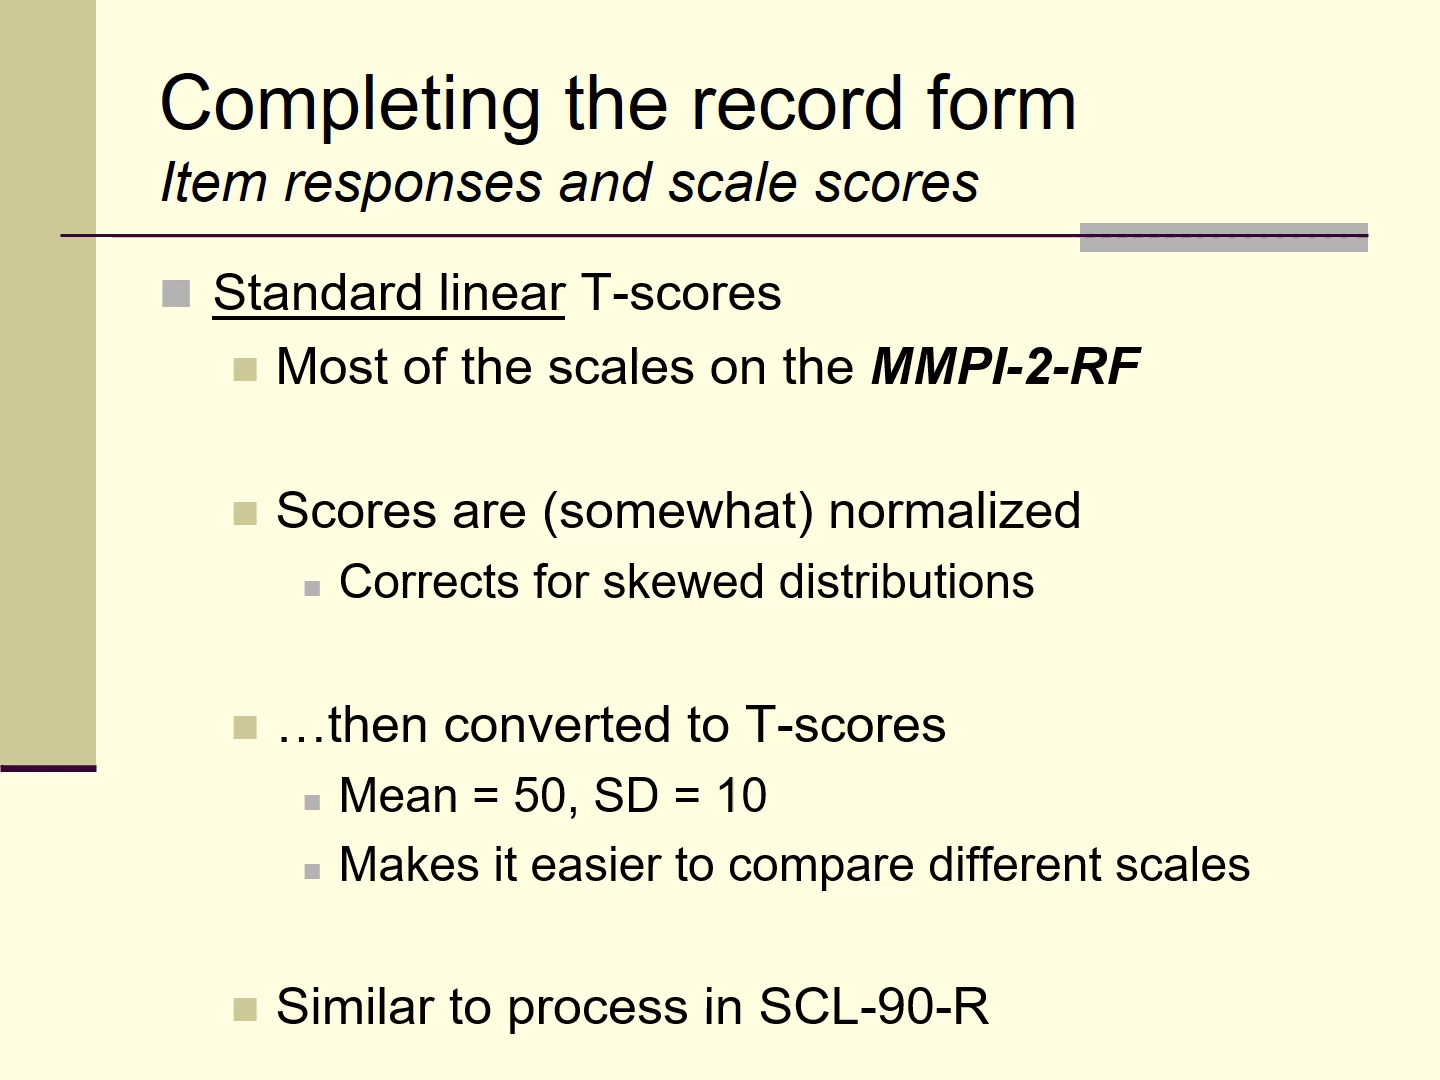 Completing the record form
Item responses and scale scores
Standard linear T-scores
Most of the scales on the MMPI-2-RF
Scores are (somewhat) normalized
Corrects for skewed distributions
…then converted to T-scores
Mean = 50, SD = 10
Makes it easier to compare different scales
Similar to process in SCL-90-R